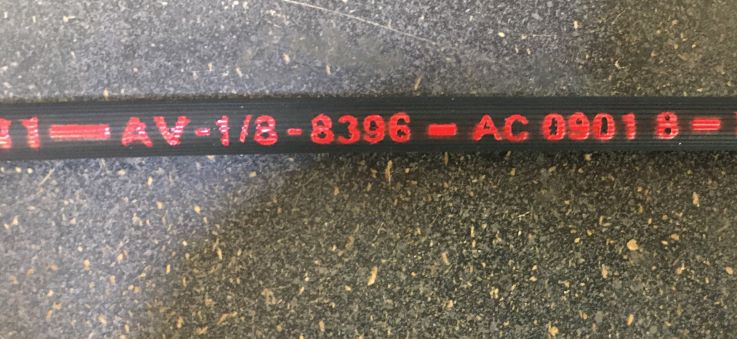 AV-1/8-8396 — AC 0901 8 —